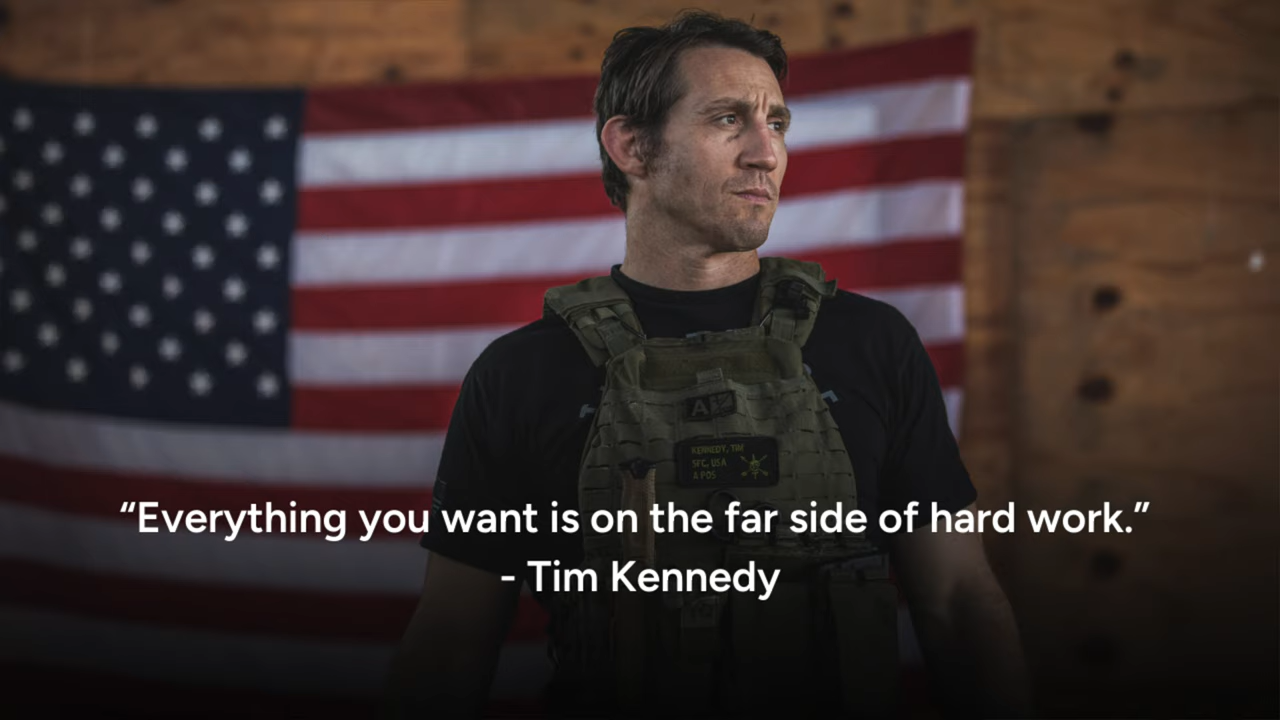 A
KENNEDY, TIM
SFC, USA
A POS
“Everything you want is on the far side of hard work.”
- Tim Kennedy